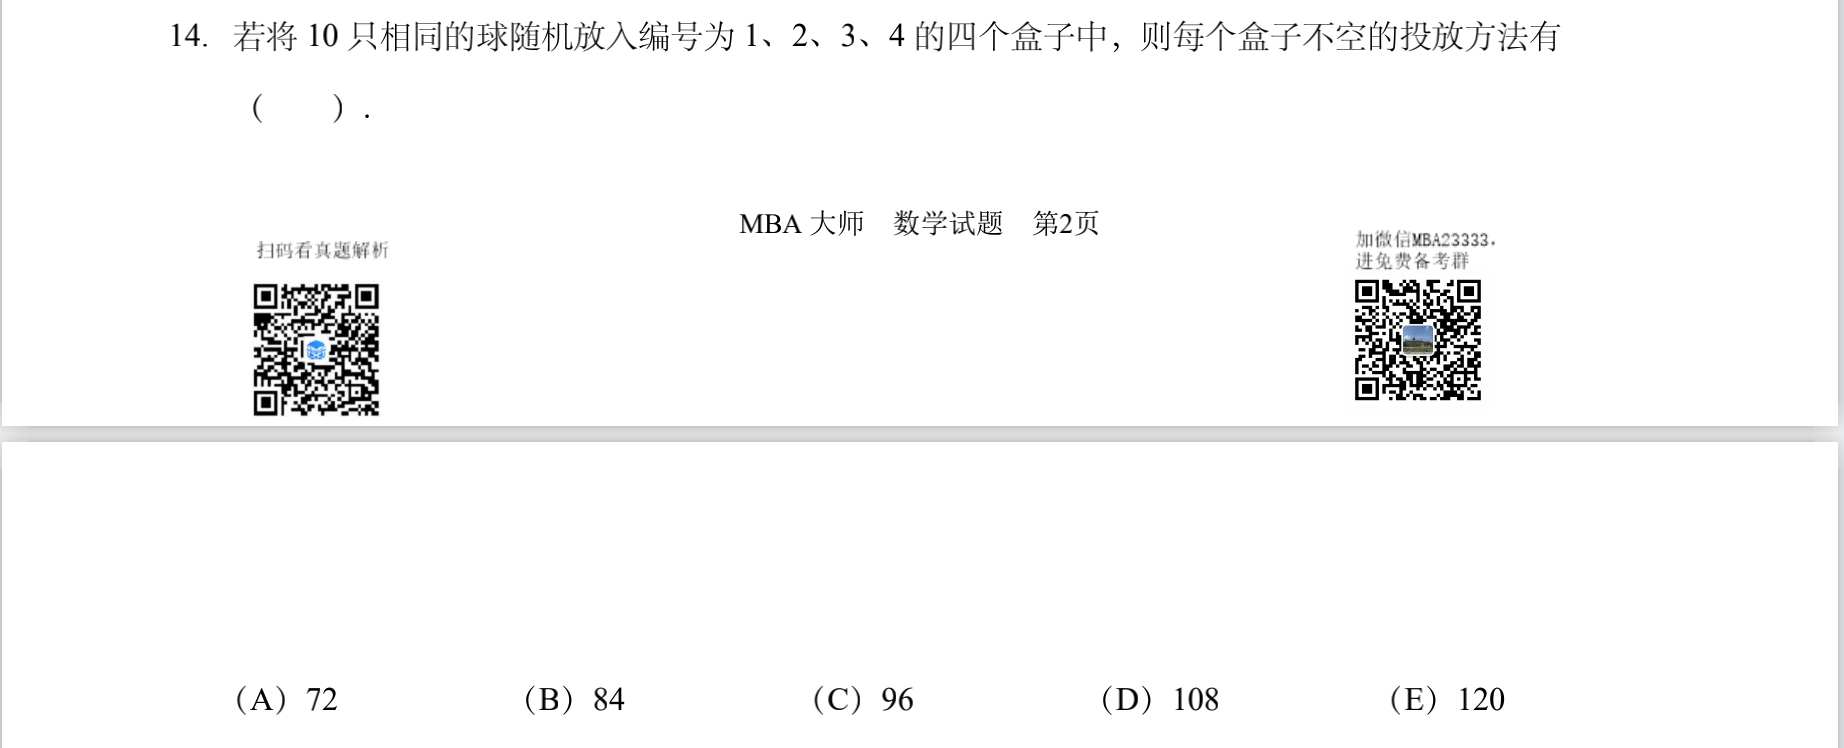 14. 若将 10 只相同的球随机放入编号为 1、2、3、4 的四个盒子中，则每个盒子不空的投放方法有
（　　）.
MBA 大师　数学试题　第2页
扫码看真题解析
加微信MBA23333，
进免费备考群
（A）72　（B）84　（C）96　（D）108　（E）120